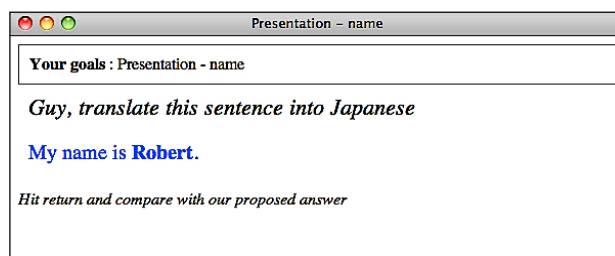 Presentation – name
Your goals : Presentation - name
Guy, translate this sentence into Japanese
My name is Robert.
Hit return and compare with our proposed answer